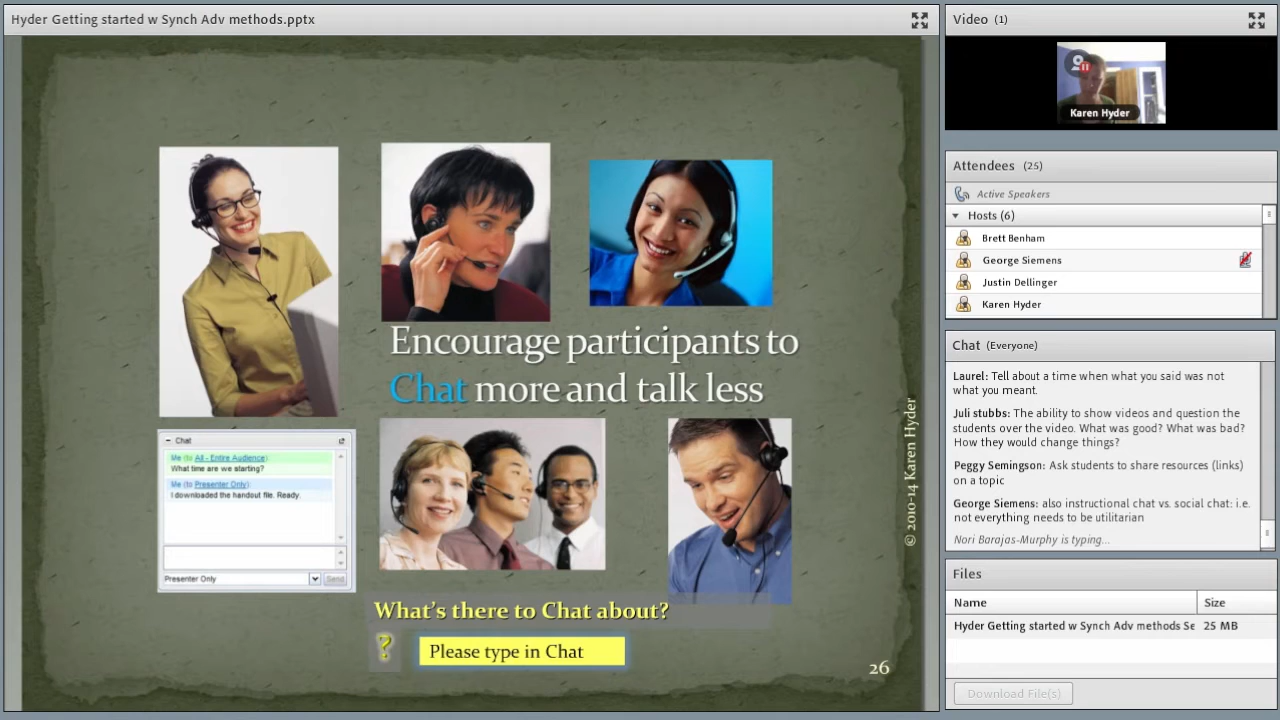 Hyder Getting started w Synch Adv methods.pptx
Encourage participants to
Chat more and talk less
Chat
Me (to All - Entire Audience)
What time are we starting?
Me (to Presenter Only)
I downloaded the handout file. Ready.
Presenter Only
Send
What's there to Chat about?
?
Please type in Chat
© 2010-14 Karen Hyder
26
Video (1)
Karen Hyder
Attendees (25)
Active Speakers
Hosts (6)
Brett Benham
George Siemens
Justin Dellinger
Karen Hyder
Chat (Everyone)
Laurel: Tell about a time when what you said was not
what you meant.
Juli stubbs: The ability to show videos and question the
students over the video. What was good? What was bad?
How they would change things?
Peggy Semingson: Ask students to share resources (links)
on a topic
George Siemens: also instructional chat vs. social chat: i.e.
not everything needs to be utilitarian
Nori Barajas-Murphy is typing...
Files
Name Size
Hyder Getting started w Synch Adv methods Se 25 MB
Download File(s)